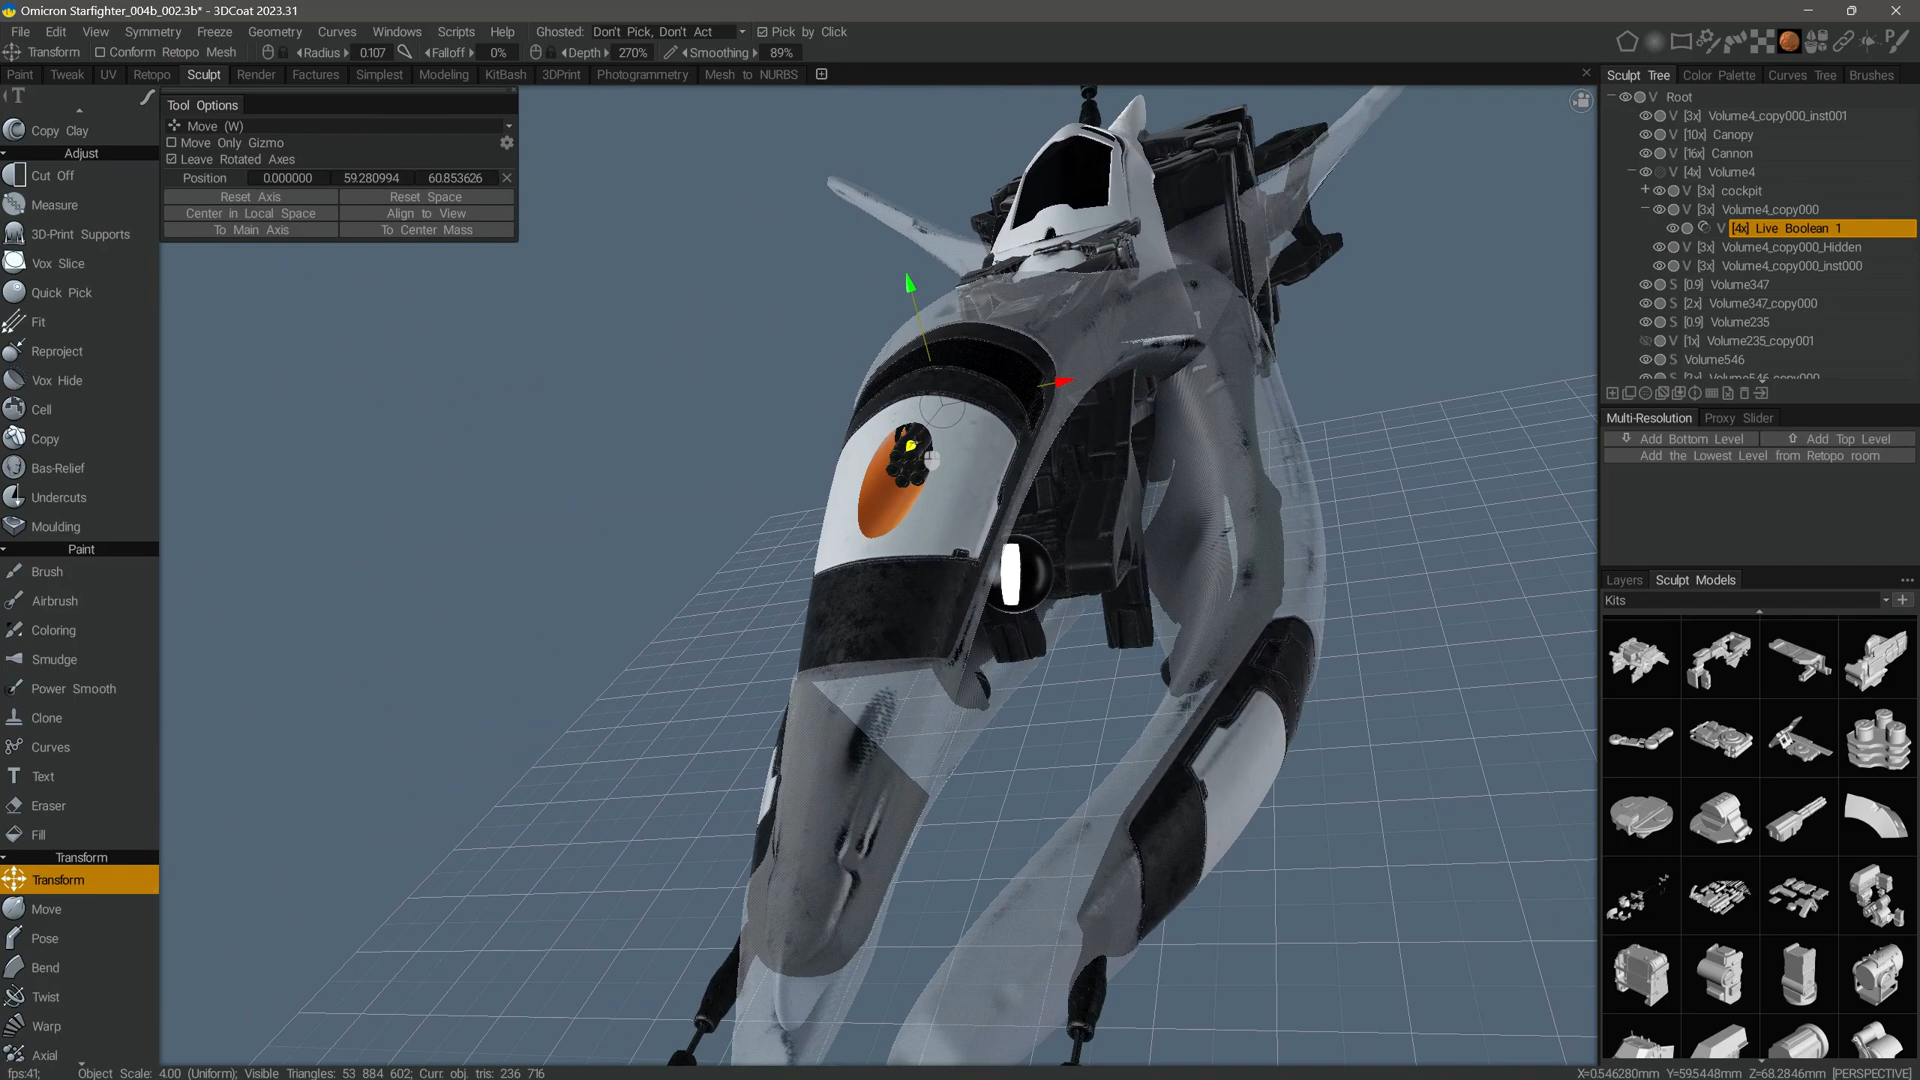 Omicron Starfighter_004b_002.3b* - 3DCoat 2023.31
File Edit View Symmetry Freeze Geometry Curves Windows Scripts Help Ghosted: Don't Pick, Don't Act Pick by Click
Transform Conform Retopo Mesh Radius 0.107 Falloff 0% Depth 270% Smoothing 89%
Paint Tweak UV Retopo Sculpt Render Factures Simplest Modeling KitBash 3DPrint Photogrammetry Mesh to NURBS
T
Copy Clay
Adjust
Cut Off
Measure
3D-Print Supports
Vox Slice
Quick Pick
Fit
Reproject
Vox Hide
Cell
Copy
Bas-Relief
Undercuts
Moulding
Paint
Brush
Airbrush
Coloring
Smudge
Power Smooth
Clone
Curves
T Text
Eraser
Fill
Transform
Transform
Move
Pose
Bend
Twist
Warp
Axial
Tool Options
Move (W)
Move Only Gizmo
Leave Rotated Axes
Position 0.000000 59.280994 60.853626
Reset Axis Reset Space
Center in Local Space Align to View
To Main Axis To Center Mass
Sculpt Tree Color Palette Curves Tree Brushes
V Root
V [3x] Volume4_copy000_inst001
V [10x] Canopy
V [16x] Cannon
V [4x] Volume4
+ V [3x] cockpit
V [3x] Volume4_copy000
V [4x] Live Boolean 1
V [3x] Volume4_copy000_Hidden
V [3x] Volume4_copy000_inst000
S [0.9] Volume347
S [2x] Volume347_copy000
S [0.9] Volume235
V [1x] Volume235_copy001
S Volume546
S [2x] Volume546_copy000
Multi-Resolution Proxy Slider
Add Bottom Level Add Top Level
Add the Lowest Level from Retopo room
Layers Sculpt Models
Kits
fps:41; Object Scale: 4.00 (Uniform); Visible Triangles: 53 884 602; Curr. obj. tris: 236 716
X=0.546280mm Y=59.5448mm Z=68.2846mm [PERSPECTIVE]